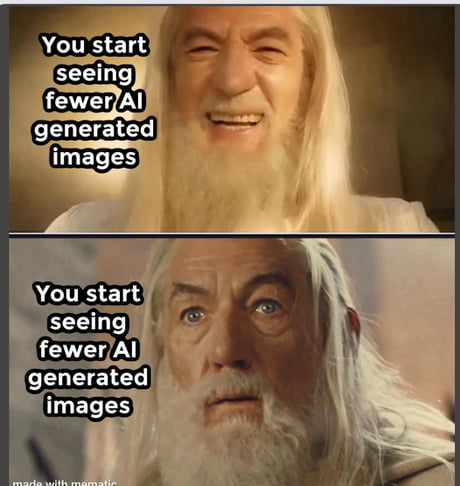 You start
seeing
fewer AI
generated
images
You start
seeing
fewer AI
generated
images
made with mematic